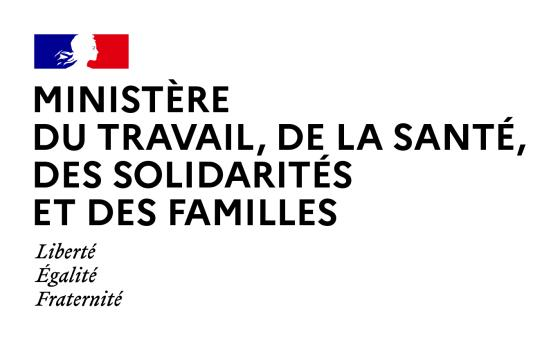 MINISTÈRE
DU TRAVAIL, DE LA SANTÉ,
DES SOLIDARITÉS
ET DES FAMILLES
Liberté
Égalité
Fraternité